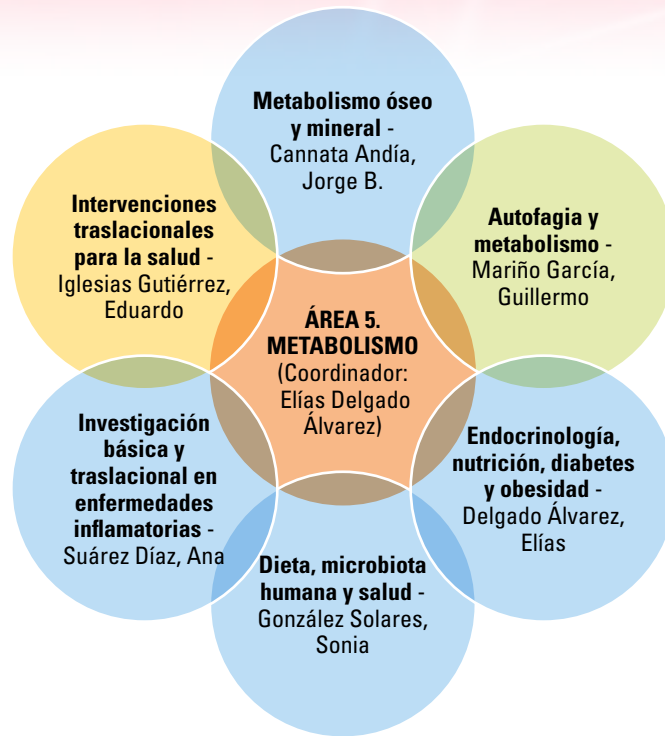 Metabolismo óseo
y mineral -
Cannata Andía,
Jorge B.
Intervenciones
traslacionales
para la salud -
Iglesias Gutiérrez,
Eduardo
Autofagia y
metabolismo -
Mariño García,
Guillermo
ÁREA 5.
METABOLISMO
(Coordinador:
Elías Delgado
Álvarez)
Investigación
básica y
traslacional en
enfermedades
inflamatorias -
Suárez Díaz, Ana
Endocrinología,
nutrición, diabetes
y obesidad -
Delgado Álvarez,
Elías
Dieta, microbiota
humana y salud -
González Solares,
Sonia